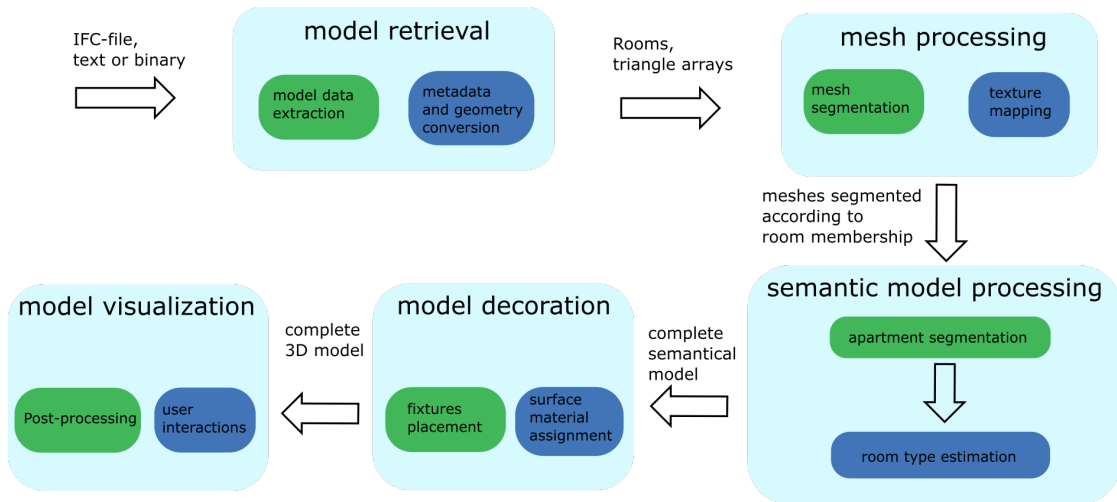 IFC-file,
text or binary
model retrieval
model data
extraction
metadata
and geometry
conversion
Rooms,
triangle arrays
mesh processing
mesh
segmentation
texture
mapping
meshes segmented
according to
room membership
semantic model processing
apartment segmentation
room type estimation
complete
semantical
model
model decoration
fixtures
placement
surface
material
assignment
complete
3D model
model visualization
Post-processing
user
interactions